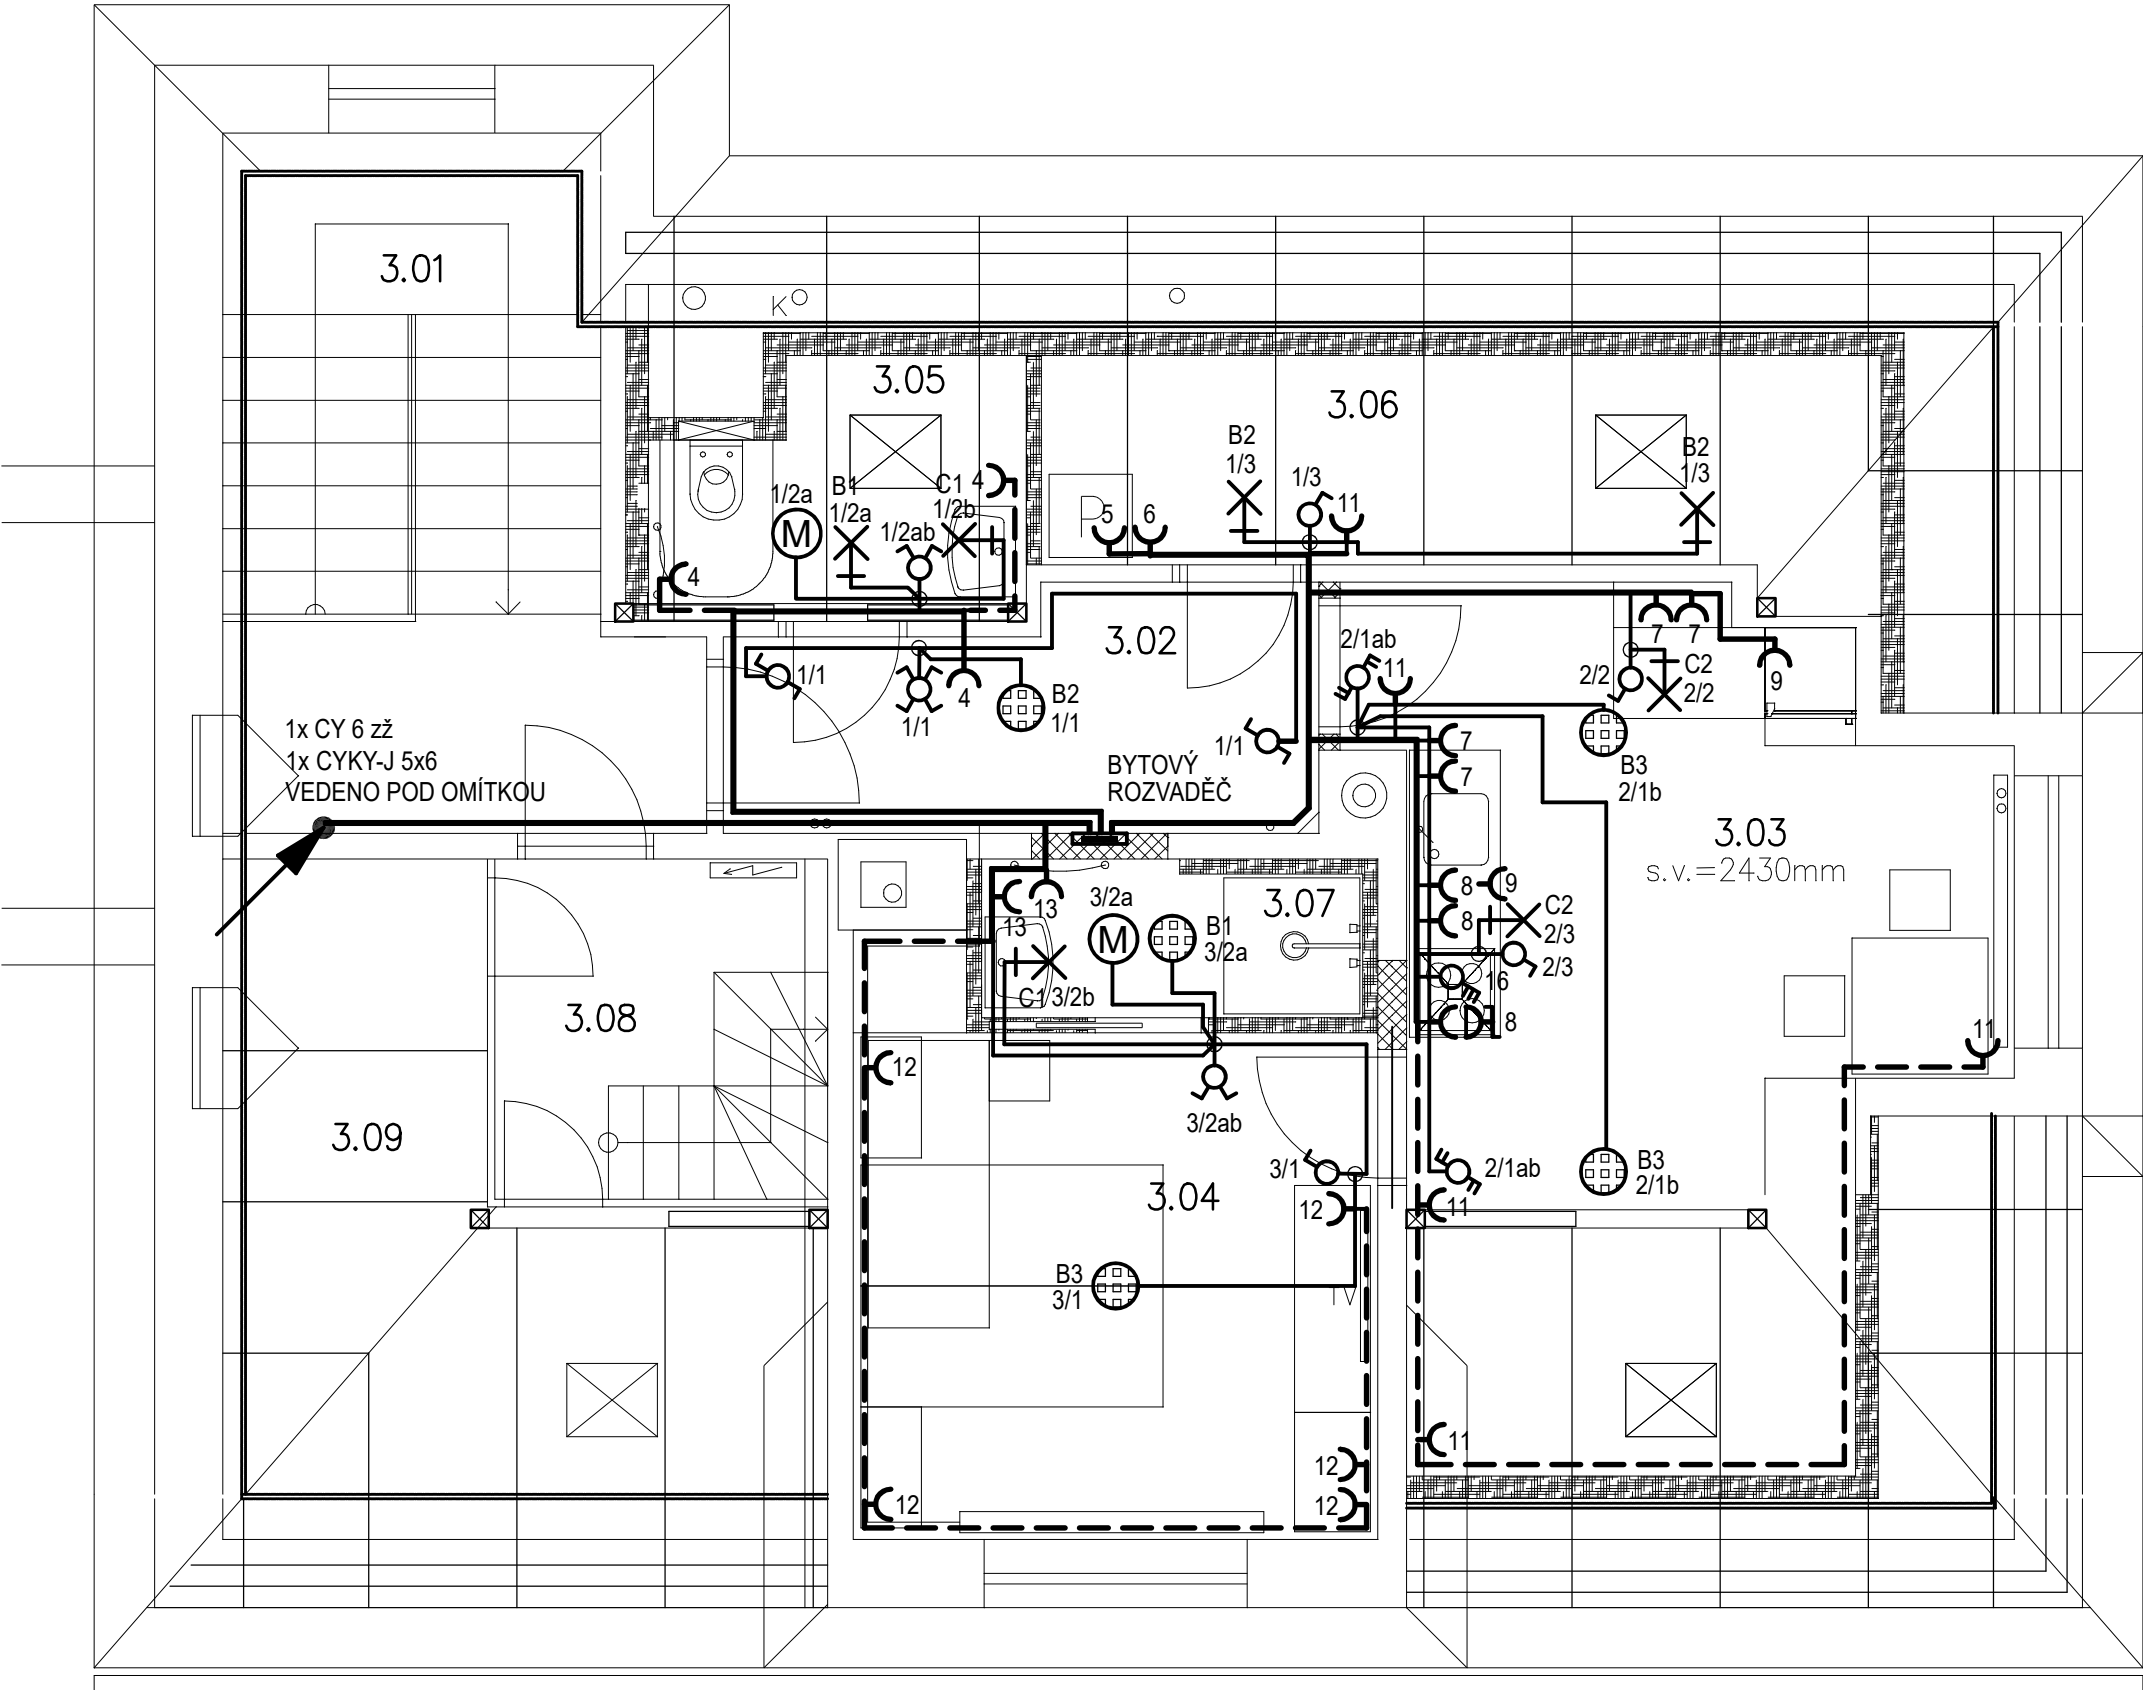 3.01
K
3.05
3.06
B2
1/3
1/3
B2
1/3
B1
C1
4
1/2a
1/2a
1/2b
1/2ab
M
P
5
6
11
4
3.02
2/1ab
11
7
7
C2
2/2
2/2
9
1/1
4
1/1
B2
1/1
1x CY 6 zž
1x CYKY-J 5x6
VEDENO POD OMÍTKOU
1/1
7
7
BYTOVÝ
ROZVADĚČ
B3
2/1b
3.03
s.v.=2430mm
3/2a
3.07
13
13
M
B1
3/2a
8
9
8
C2
2/3
2/3
C1
3/2b
16
8
3.08
11
12
3/2ab
3.09
3/1
2/1ab
B3
2/1b
3.04
12
11
B3
3/1
TV
11
12
12
12